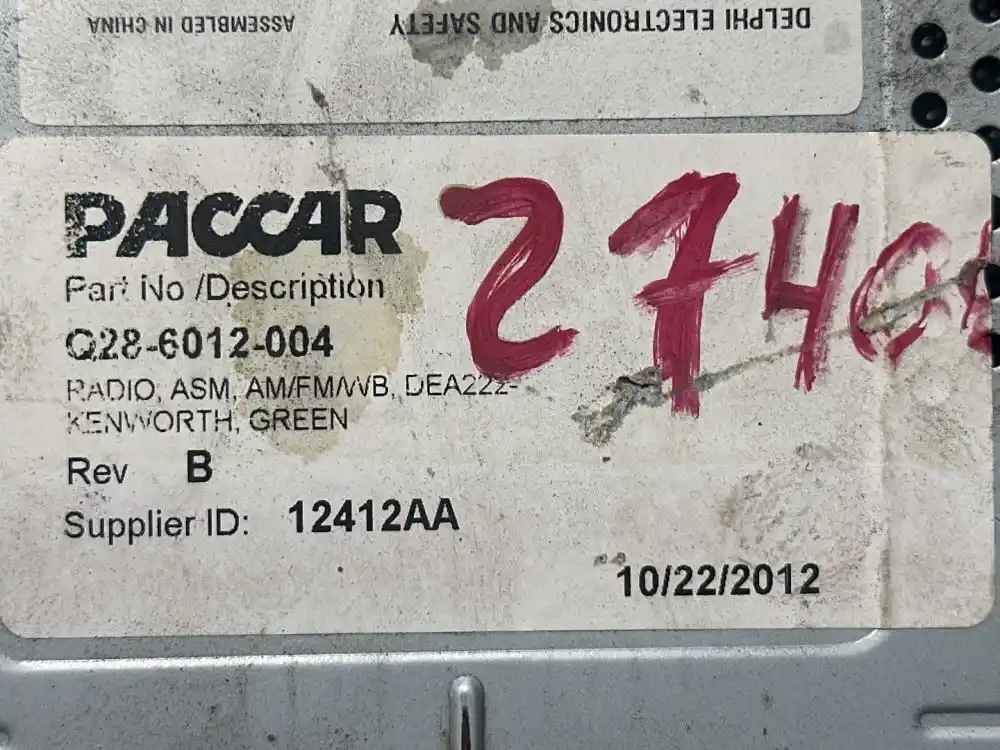 DELPHI ELECTRONICS AND SAFETY
ASSEMBLED IN CHINA
PACCAR
Part No /Description
Q28-6012-004
RADIO, ASM, AM/FM/WB, DEA222-
KENWORTH, GREEN
Rev B
Supplier ID: 12412AA
10/22/2012